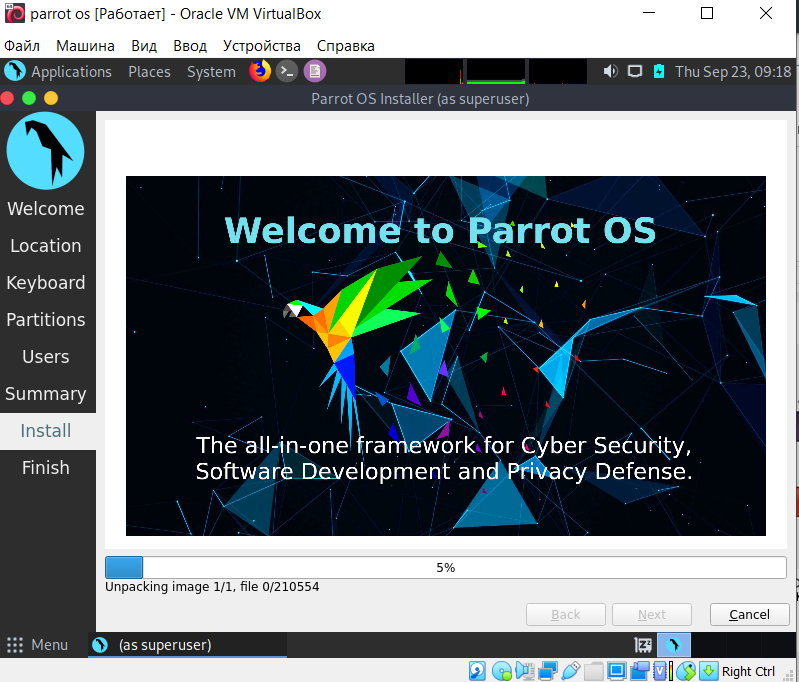 parrot os [Работает] - Oracle VM VirtualBox
Файл Машина Вид Ввод Устройства Справка
Applications Places System Thu Sep 23, 09:18
Parrot OS Installer (as superuser)
Welcome
Location
Keyboard
Partitions
Users
Summary
Install
Finish
Welcome to Parrot OS
The all-in-one framework for Cyber Security,
Software Development and Privacy Defense.
5%
Unpacking image 1/1, file 0/210554
Back Next Cancel
Menu (as superuser)
Right Ctrl